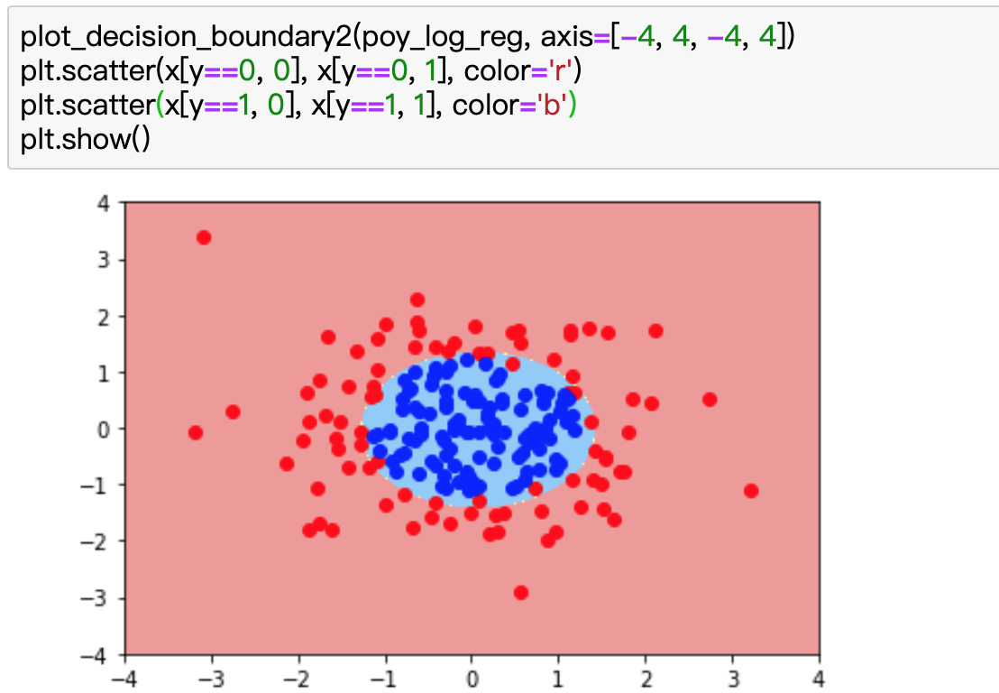 plot_decision_boundary2(poy_log_reg, axis=[-4, 4, -4, 4])
plt.scatter(x[y==0, 0], x[y==0, 1], color='r')
plt.scatter(x[y==1, 0], x[y==1, 1], color='b')
plt.show()
4
3
2
1
0
−1
−2
−3
−4
−4 −3 −2 −1 0 1 2 3 4